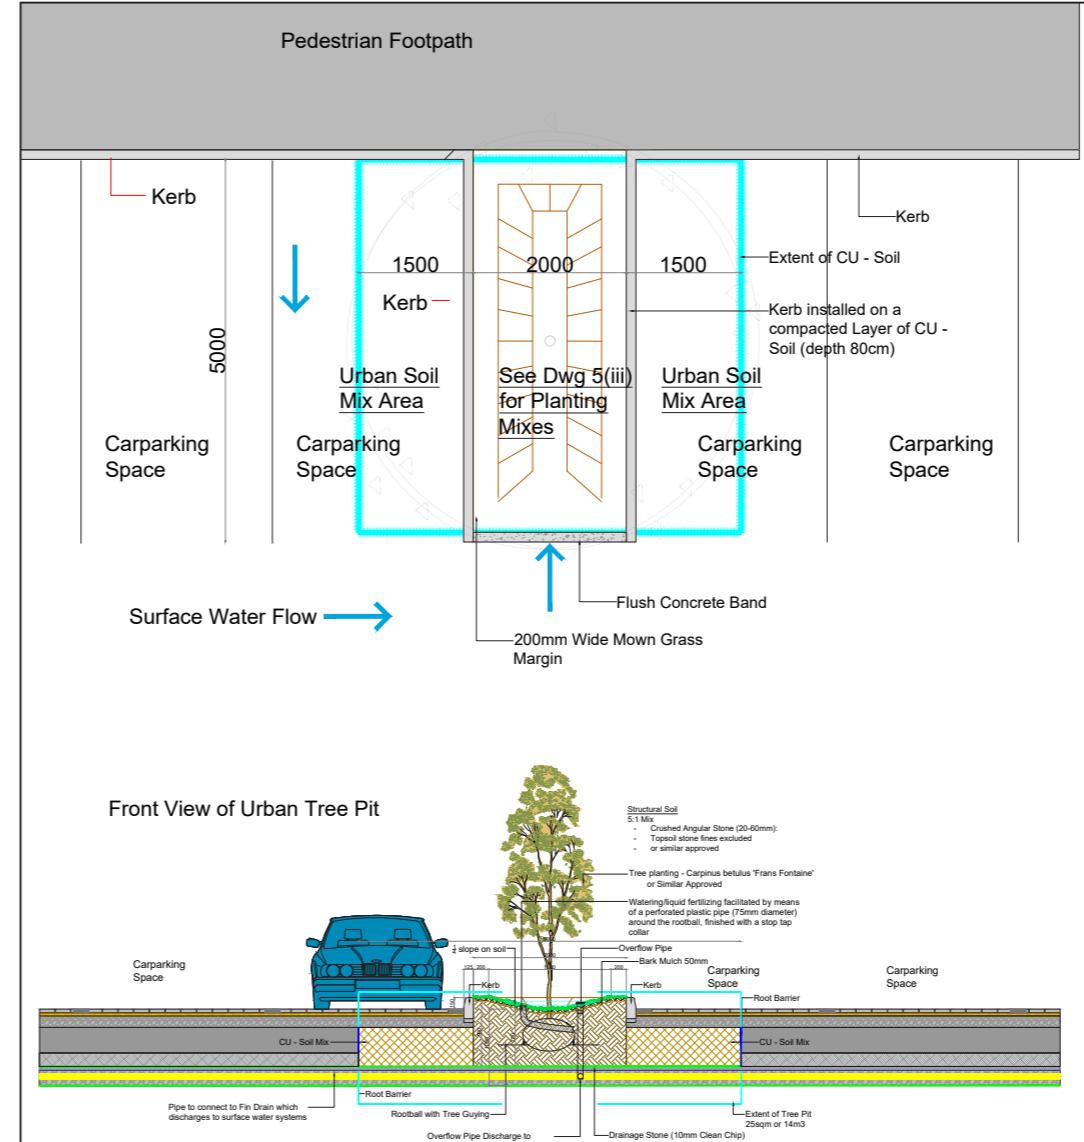 Pedestrian Footpath
Kerb
Kerb
1500
2000
1500
Extent of CU - Soil
Kerb
Kerb installed on a
compacted Layer of CU -
Soil (depth 80cm)
5000
Urban Soil
Mix Area
See Dwg 5(iii)
for Planting
Mixes
Urban Soil
Mix Area
Carparking
Space
Carparking
Space
Carparking
Space
Carparking
Space
Flush Concrete Band
Surface Water Flow
200mm Wide Mown Grass
Margin
Front View of Urban Tree Pit
Structural Soil
5:1 Mix
- Crushed Angular Stone (20-60mm):
- Topsoil stone fines excluded
- or similar approved
Tree planting - Carpinus betulus 'Frans Fontaine'
or Similar Approved
Watering/liquid fertilizing facilitated by means
of a perforated plastic pipe (75mm diameter)
around the rootball, finished with a stop tap
collar
slope on soil
Overflow Pipe
Bark Mulch 50mm
Carparking
Space
125
200
200
Carparking
Space
Carparking
Space
Kerb
Kerb
Root Barrier
CU - Soil Mix
CU - Soil Mix
Root Barrier
Pipe to connect to Fin Drain which
discharges to surface water systems
Rootball with Tree Guying
Extent of Tree Pit
25sqm or 14m3
Overflow Pipe Discharge to
Drainage Stone (10mm Clean Chip)